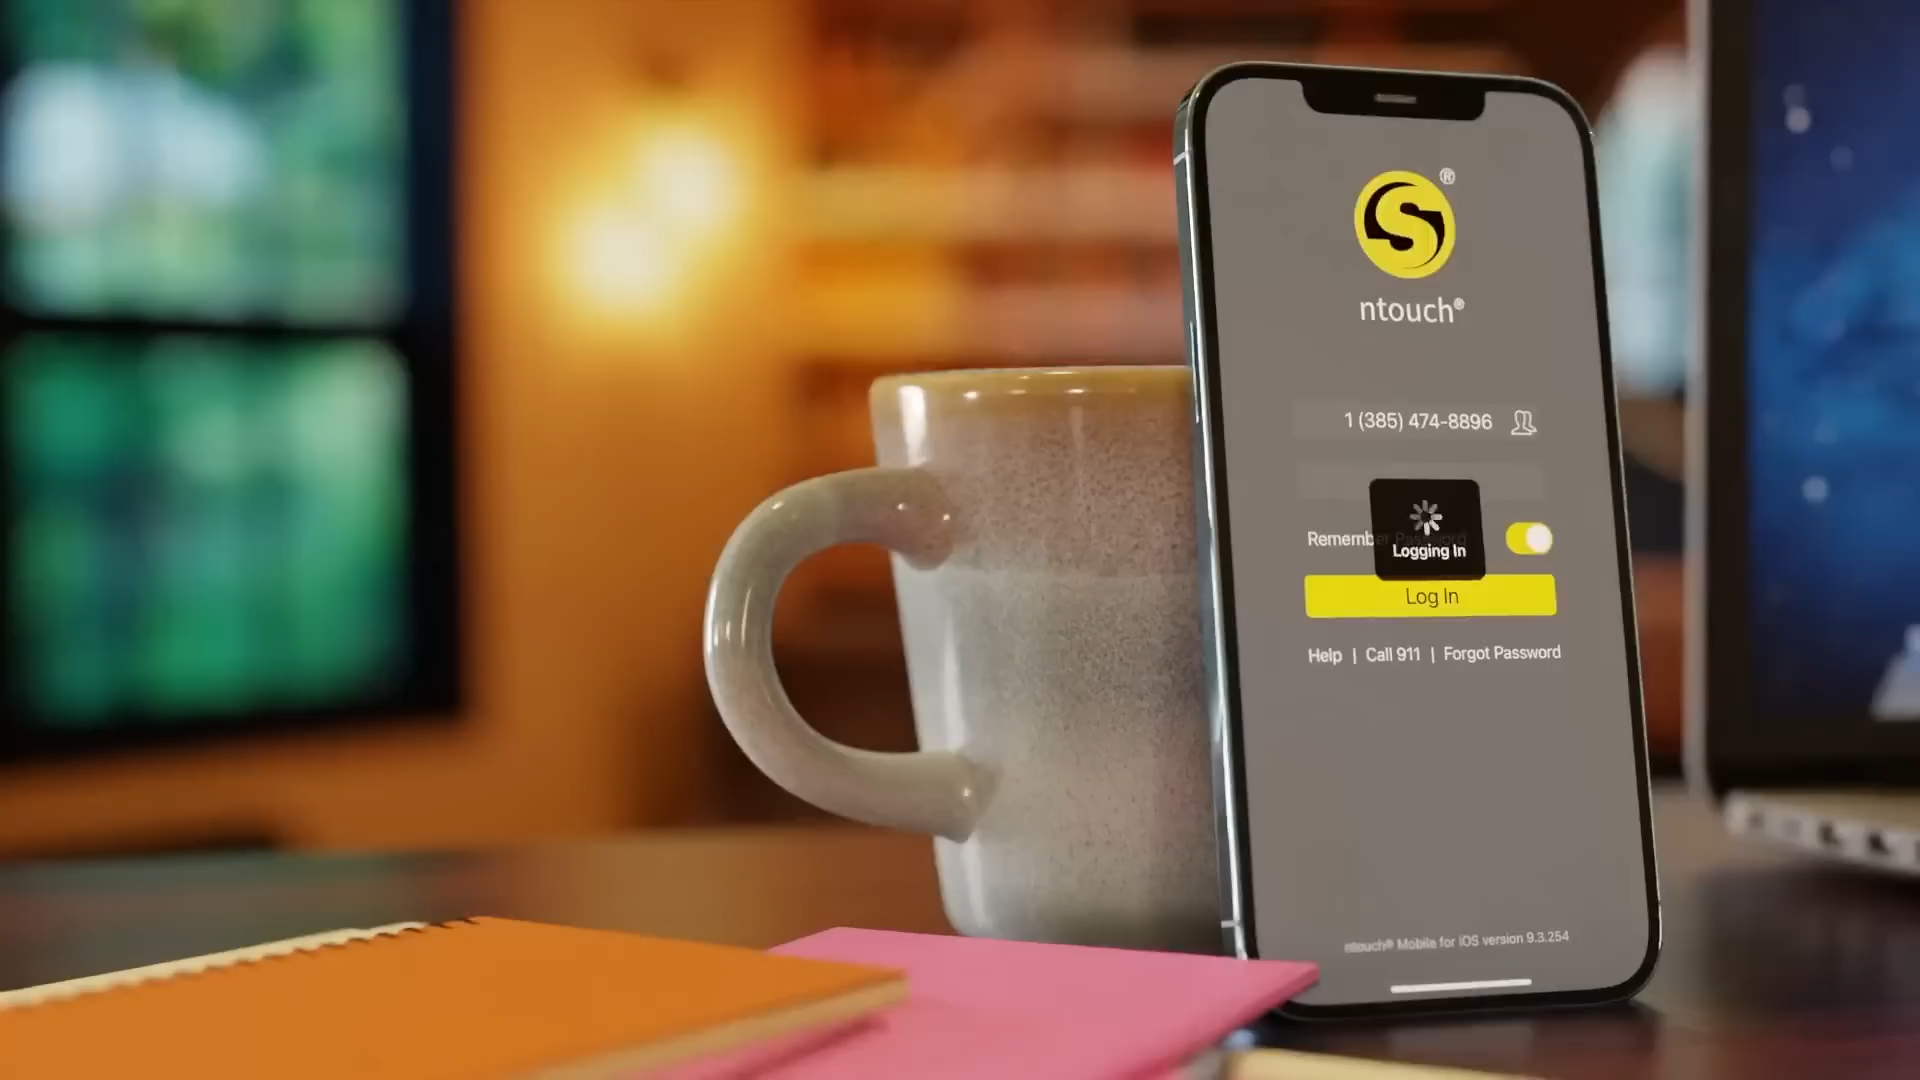 S®
ntouch®
1 (385) 474-8896
Remember Password
Logging In
Log In
Help | Call 911 | Forgot Password
ntouch® Mobile for iOS version 9.3.254